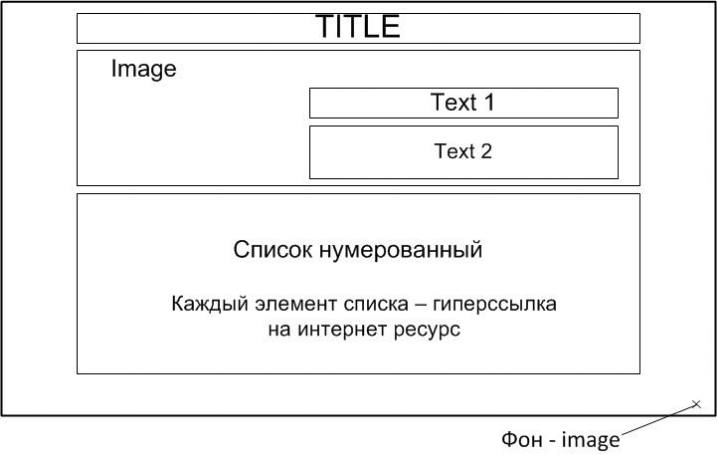 TITLE
Image
Text 1
Text 2
Список нумерованный
Каждый элемент списка – гиперссылка
на интернет ресурс
Фон - image